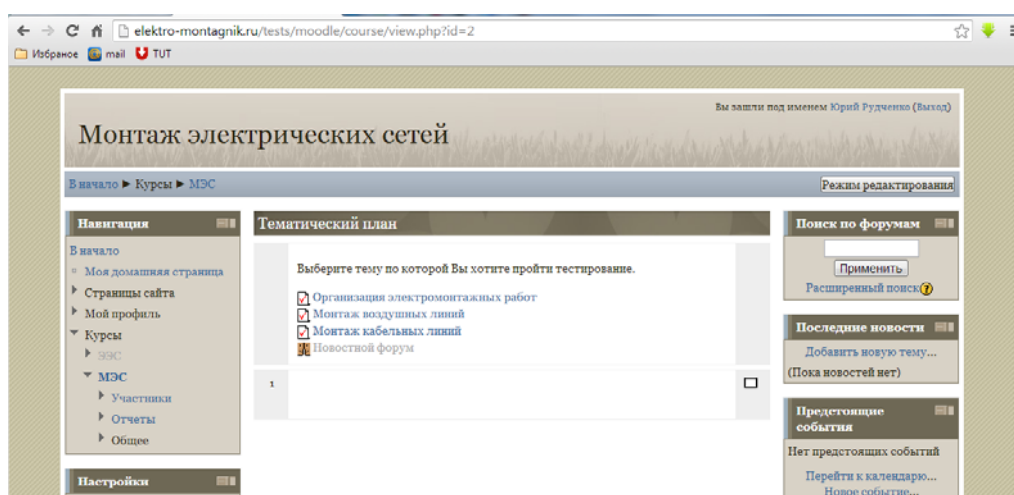 elektro-montagnik.ru/tests/moodle/course/view.php?id=2
Избраное mail TUT
Вы зашли под именем Юрий Рудченко (Выход)
Монтаж электрических сетей
В начало ► Курсы ► МЭС
Режим редактирования
Навигация
В начало
Моя домашняя страница
Страницы сайта
Мой профиль
Курсы
ЭЭС
МЭС
Участники
Отчеты
Общее
Настройки
Тематический план
Выберите тему по которой Вы хотите пройти тестирование.
Организация электромонтажных работ
Монтаж воздушных линий
Монтаж кабельных линий
Новостной форум
1
Поиск по форумам
Применить
Расширенный поиск
Последние новости
Добавить новую тему...
(Пока новостей нет)
Предстоящие
события
Нет предстоящих событий
Перейти к календарю...
Новое событие...